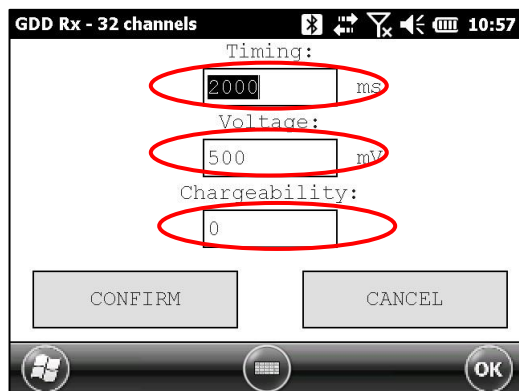 GDD Rx - 32 channels 10:57
Timing:
2000 ms
Voltage:
500 mV
Chargeability:
0
CONFIRM CANCEL
OK